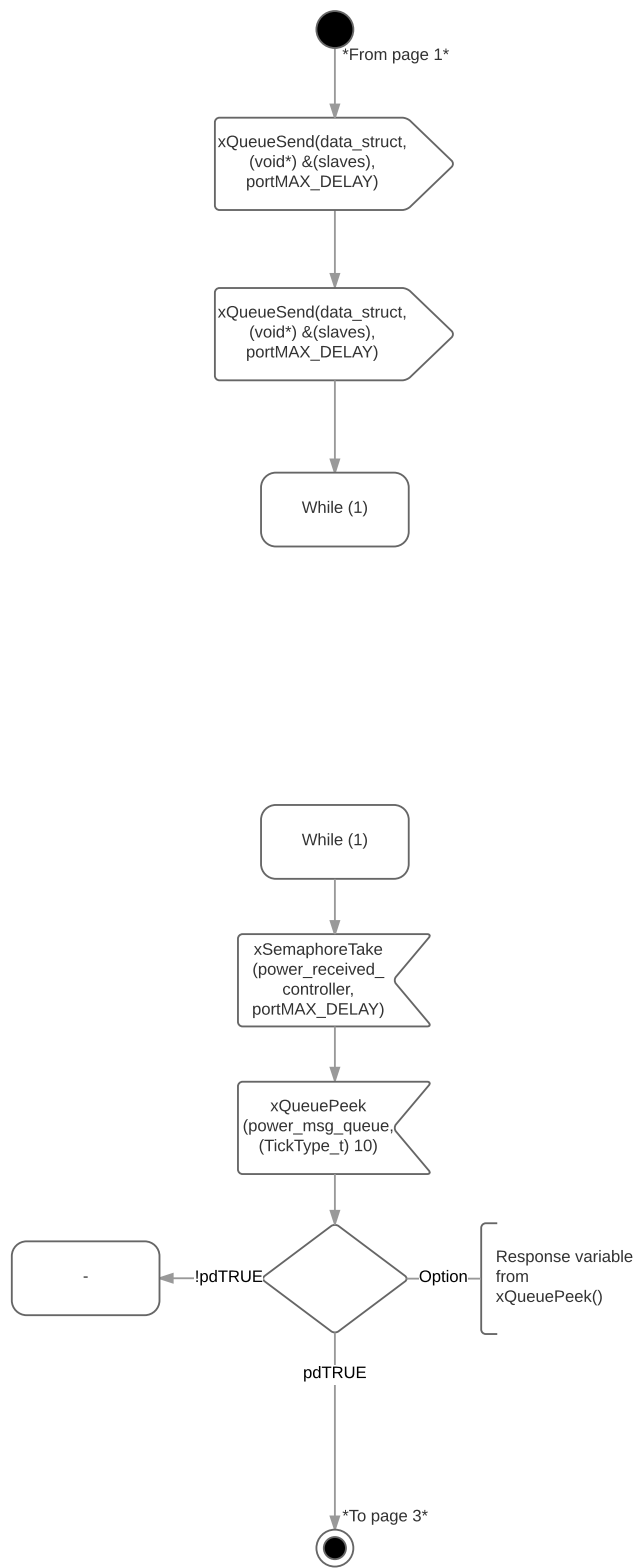 *From page 1*
xQueueSend(data_struct,
(void*) &(slaves),
portMAX_DELAY)
xQueueSend(data_struct,
(void*) &(slaves),
portMAX_DELAY)
While (1)
While (1)
xSemaphoreTake
(power_received_
controller,
portMAX_DELAY)
xQueuePeek
(power_msg_queue,
(TickType_t) 10)
-
!pdTRUE
Option
Response variable
from
xQueuePeek()
pdTRUE
*To page 3*